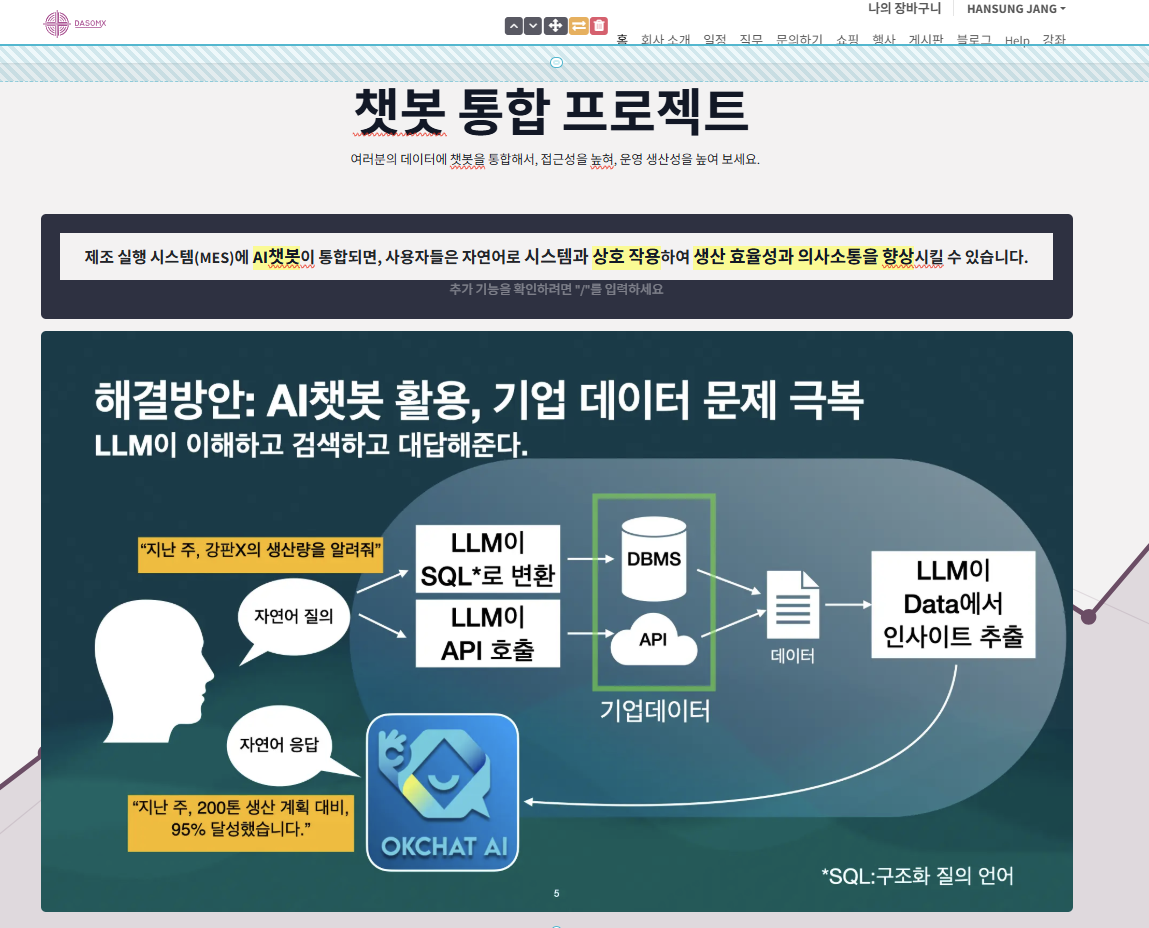 DASOMX
나의 장바구니
HANSUNG JANG
홈 회사 소개 일정 직무 문의하기 쇼핑 행사 게시판 블로그 Help 강좌
챗봇 통합 프로젝트
여러분의 데이터에 챗봇을 통합해서, 접근성을 높혀, 운영 생산성을 높여 보세요.
제조 실행 시스템(MES)에 AI챗봇이 통합되면, 사용자들은 자연어로 시스템과 상호 작용하여 생산 효율성과 의사소통을 향상시킬 수 있습니다.
추가 기능을 확인하려면 "/"를 입력하세요
해결방안: AI챗봇 활용, 기업 데이터 문제 극복
LLM이 이해하고 검색하고 대답해준다.
“지난 주, 강판X의 생산량을 알려줘”
자연어 질의
LLM이
SQL*로 변환
LLM이
API 호출
DBMS
API
기업데이터
데이터
LLM이
Data에서
인사이트 추출
자연어 응답
“지난 주, 200톤 생산 계획 대비,
95% 달성했습니다.”
OKCHAT AI
*SQL:구조화 질의 언어
5